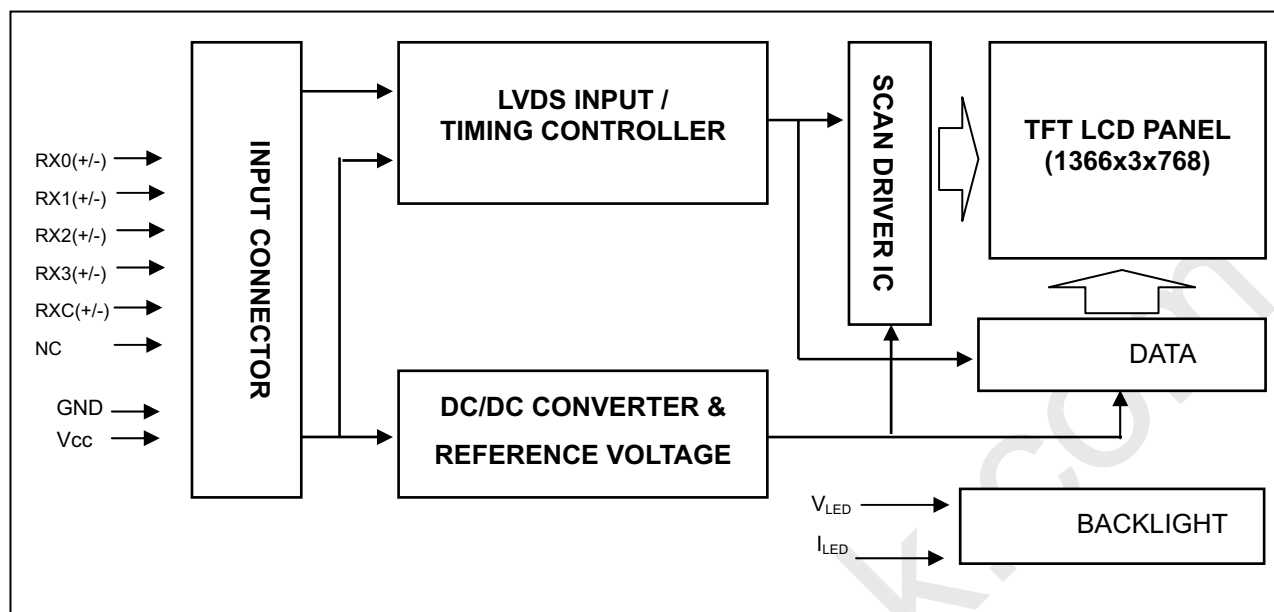 RX0(+/-)
RX1(+/-)
RX2(+/-)
RX3(+/-)
RXC(+/-)
NC
GND
Vcc
INPUT CONNECTOR
LVDS INPUT /
TIMING CONTROLLER
DC/DC CONVERTER &
REFERENCE VOLTAGE
SCAN DRIVER IC
TFT LCD PANEL
(1366x3x768)
DATA
VLED
ILED
BACKLIGHT
k.com